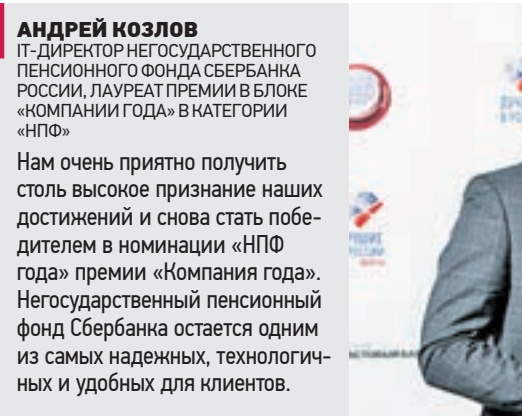 АНДРЕЙ КОЗЛОВ
IT-ДИРЕКТОР НЕГОСУДАРСТВЕННОГО
ПЕНСИОННОГО ФОНДА СБЕРБАНКА
РОССИИ, ЛАУРЕАТ ПРЕМИИ В БЛОКЕ
«КОМПАНИИ ГОДА» В КАТЕГОРИИ
«НПФ»
Нам очень приятно получить
столь высокое признание наших
достижений и снова стать побе-
дителем в номинации «НПФ
года» премии «Компания года».
Негосударственный пенсионный
фонд Сбербанка остается одним
из самых надежных, технологич-
ных и удобных для клиентов.